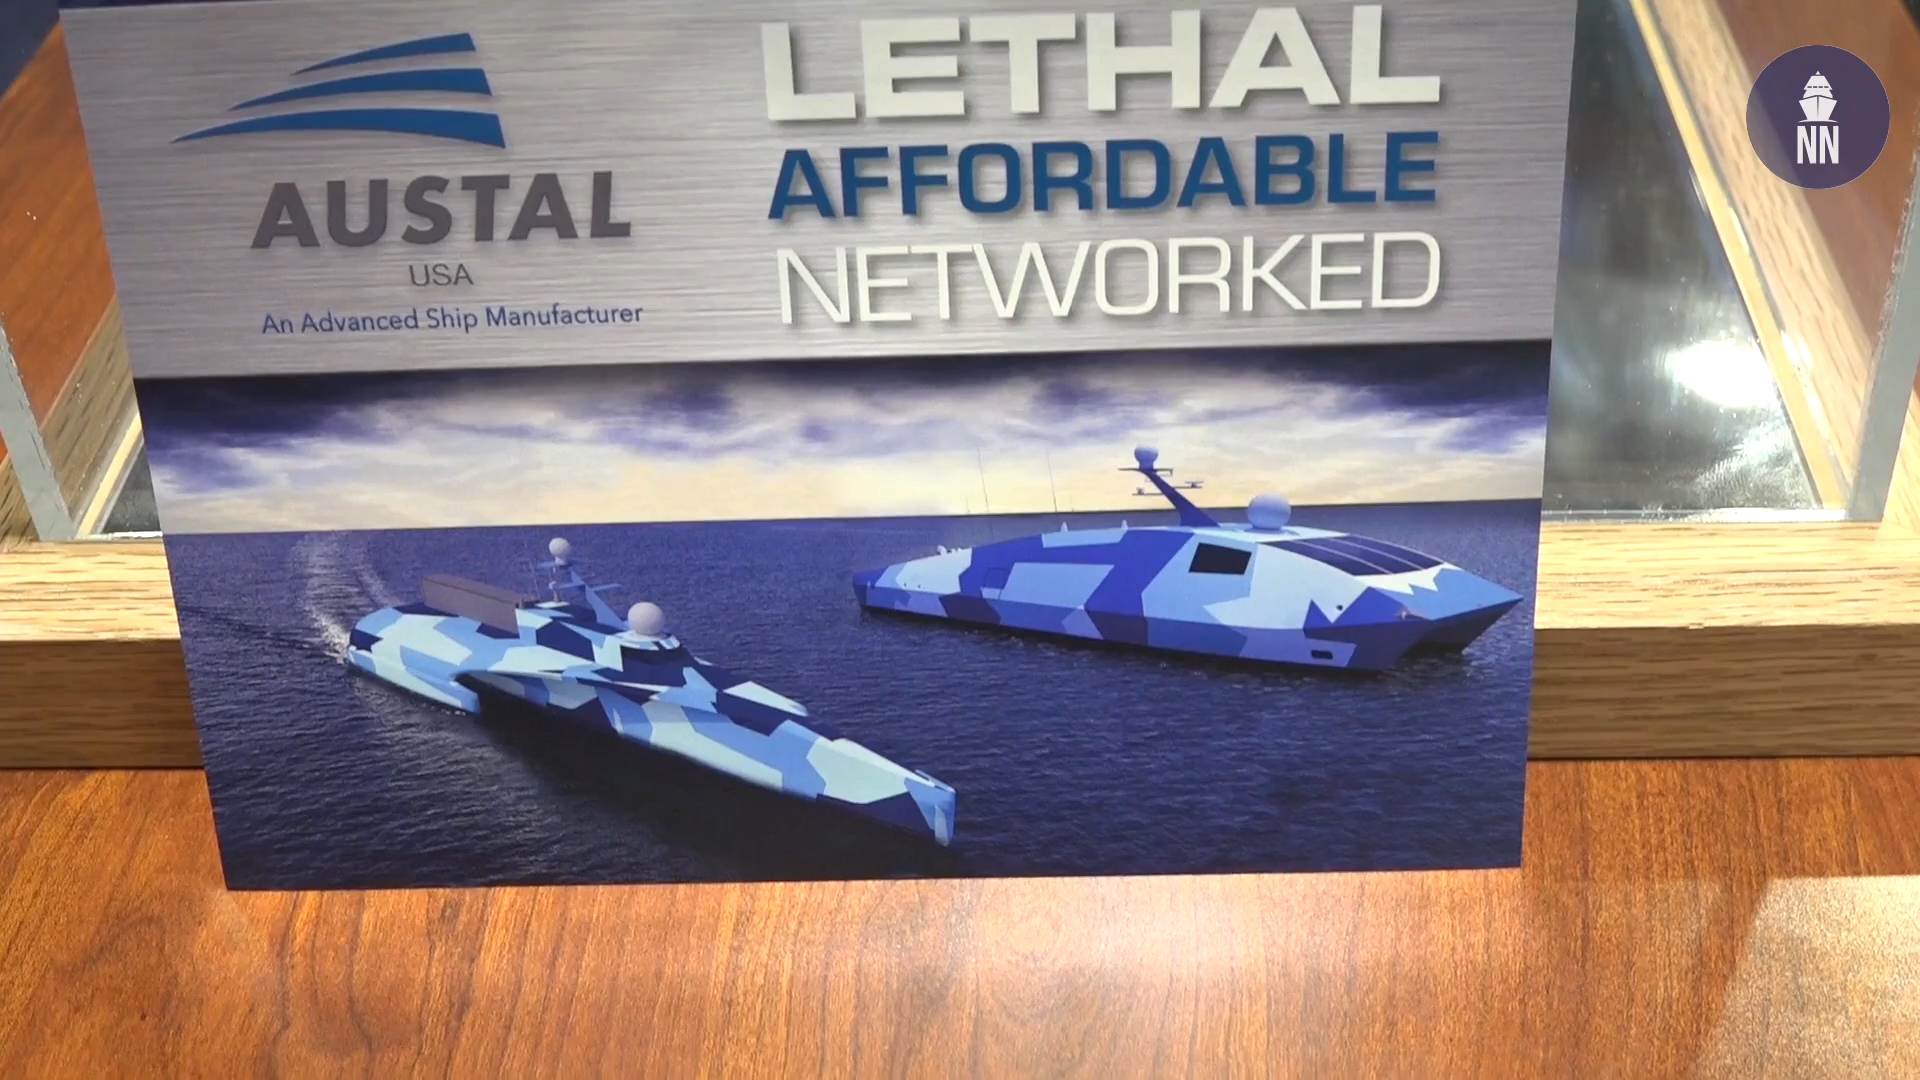 LETHAL
AFFORDABLE
NETWORKED
AUSTAL
USA
An Advanced Ship Manufacturer
NN